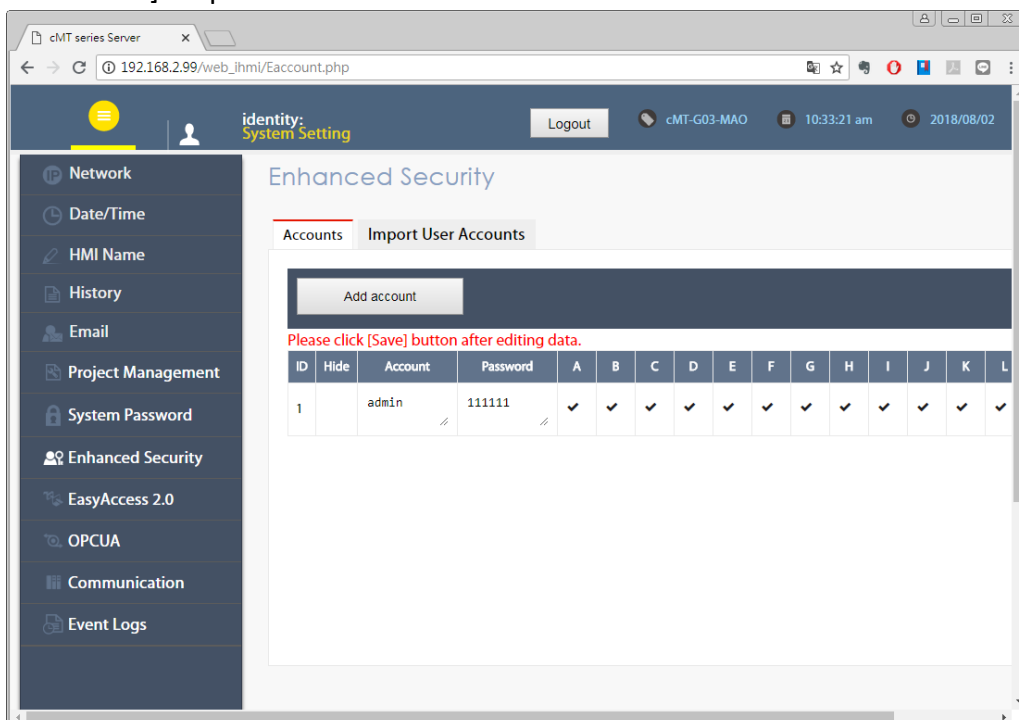 cMT series Server
192.168.2.99/web_ihmi/Eaccount.php
identity:
System Setting
Logout
cMT-G03-MAO
10:33:21 am
2018/08/02
IP Network
Date/Time
HMI Name
History
Email
Project Management
System Password
Enhanced Security
EasyAccess 2.0
OPCUA
Communication
Event Logs
Enhanced Security
Accounts Import User Accounts
Add account
Please click [Save] button after editing data.
ID Hide Account Password A B C D E F G H I J K L
1 admin 111111